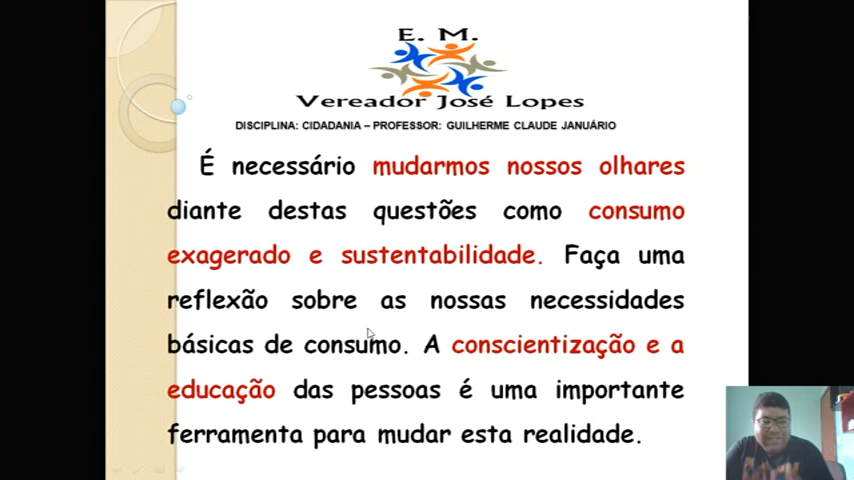 E. M.
Vereador José Lopes
DISCIPLINA: CIDADANIA – PROFESSOR: GUILHERME CLAUDE JANUÁRIO
É necessário mudarmos nossos olhares
diante destas questões como consumo
exagerado e sustentabilidade. Faça uma
reflexão sobre as nossas necessidades
básicas de consumo. A conscientização e a
educação das pessoas é uma importante
ferramenta para mudar esta realidade.